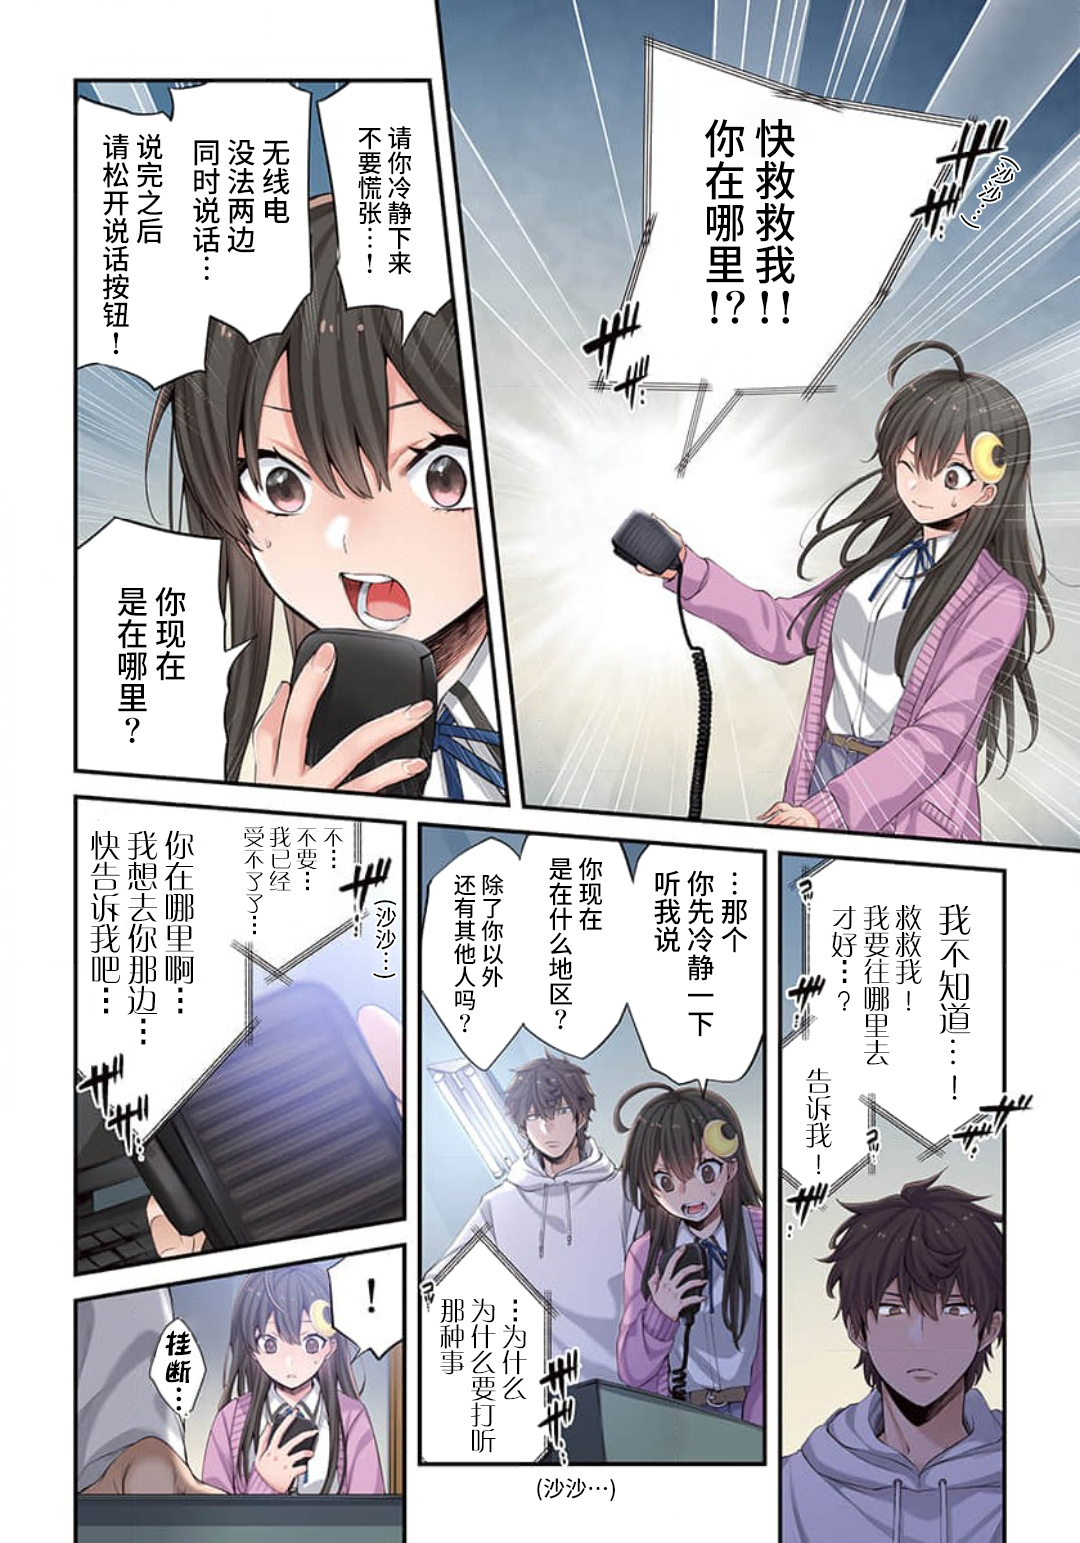 快救救我!!
你在哪里!?
(沙沙…)
请你冷静下来
不要慌张…!
无线电
没法两边
同时说话…
说完之后
请松开说话按钮!
你现在
是在哪里?
我不知道…!
救救我!
我要往哪里去
才好…?
告诉我!
…那个
你先冷静一下
听我说
你现在
是在什么地区?
除了你以外
还有其他人吗?
…为什么
为什么要打听
那种事
(沙沙…)
不…
不要…
我已经
受不了了…
(沙沙…)
你在哪里啊…
我想去你那边…
快告诉我吧…
!
挂断…